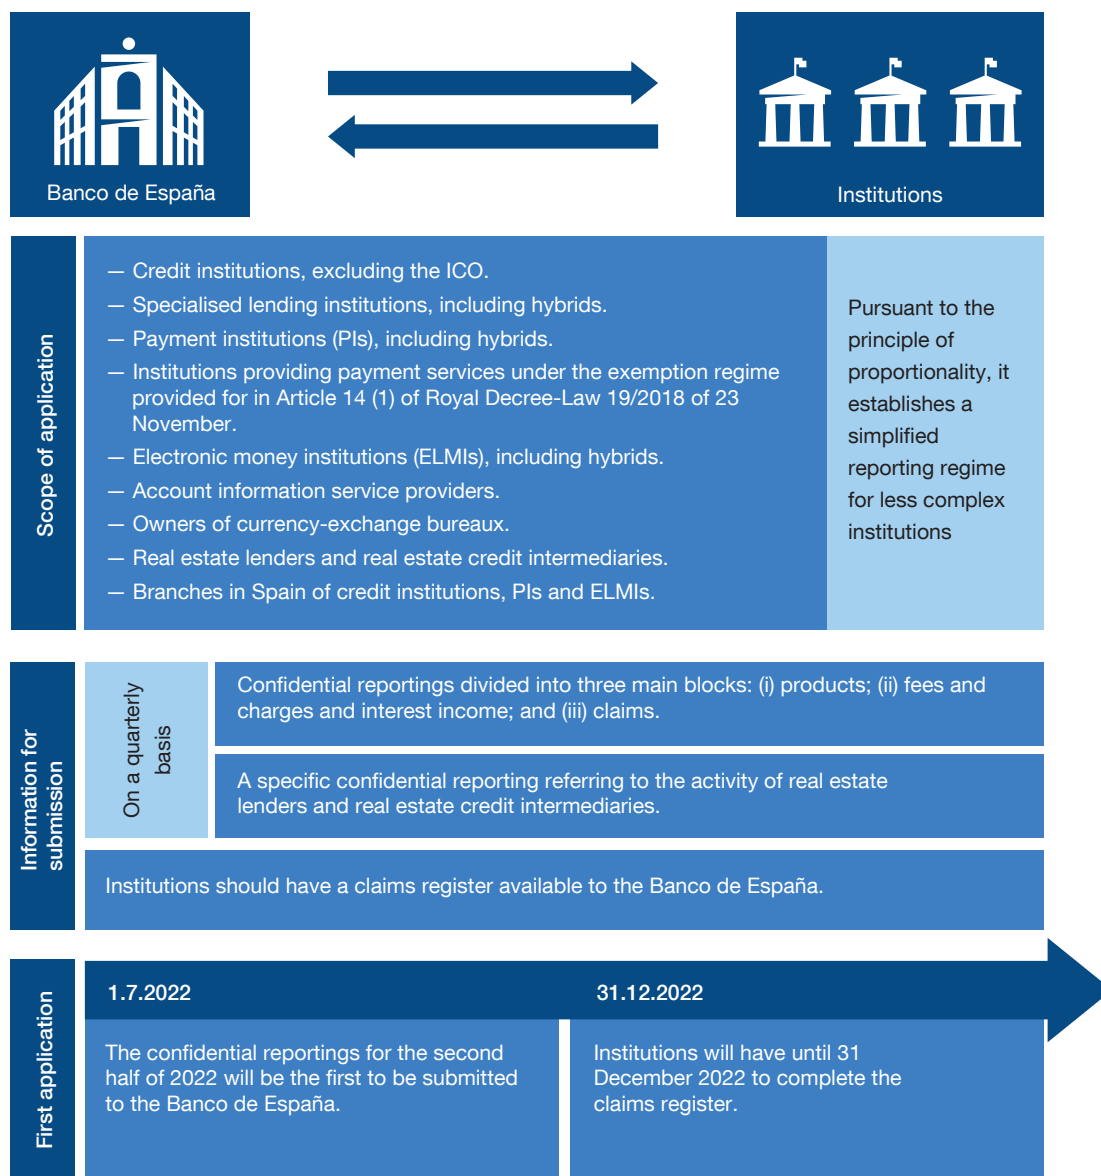 Banco de España
Institutions
Scope of application
— Credit institutions, excluding the ICO.
— Specialised lending institutions, including hybrids.
— Payment institutions (PIs), including hybrids.
— Institutions providing payment services under the exemption regime
provided for in Article 14 (1) of Royal Decree-Law 19/2018 of 23
November.
— Electronic money institutions (ELMIs), including hybrids.
— Account information service providers.
— Owners of currency-exchange bureaux.
— Real estate lenders and real estate credit intermediaries.
— Branches in Spain of credit institutions, PIs and ELMIs.
Pursuant to the
principle of
proportionality, it
establishes a
simplified
reporting regime
for less complex
institutions
Information for
submission
On a quarterly
basis
Confidential reportings divided into three main blocks: (i) products; (ii) fees and
charges and interest income; and (iii) claims.
A specific confidential reporting referring to the activity of real estate
lenders and real estate credit intermediaries.
Institutions should have a claims register available to the Banco de España.
First application
1.7.2022
The confidential reportings for the second
half of 2022 will be the first to be submitted
to the Banco de España.
31.12.2022
Institutions will have until 31
December 2022 to complete the
claims register.